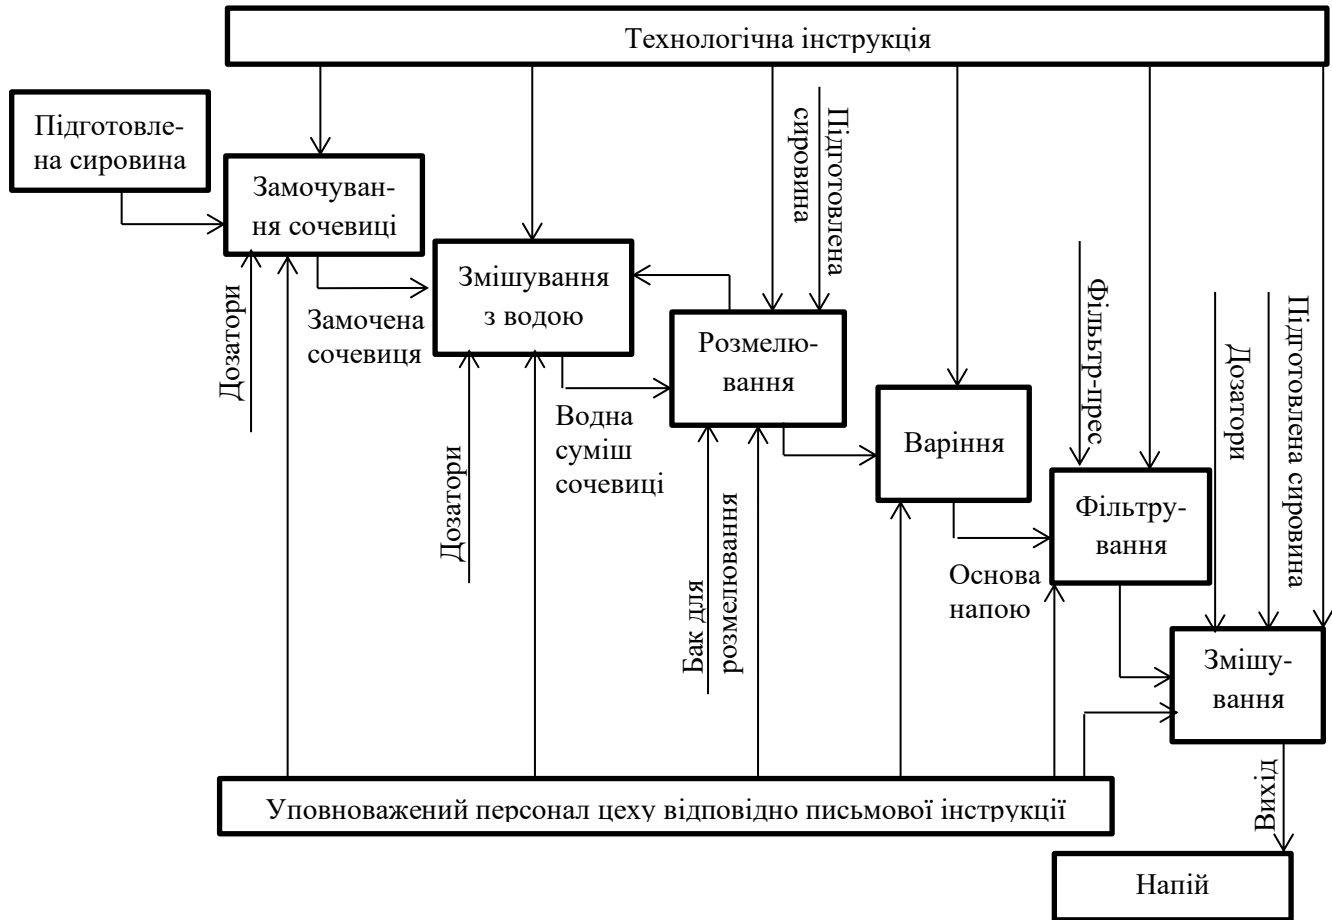 Технологічна інструкція
Підготовле-
на сировина
Замочуван-
ня сочевиці
Дозатори
Замочена
сочевиця
Змішування
з водою
Дозатори
Водна
суміш
сочевиці
Підготовлена
сировина
Розмелю-
вання
Бак для
розмелювання
Варіння
Основа
напою
Фільтр-прес
Фільтру-
вання
Дозатори
Підготовлена сировина
Змішу-
вання
Уповноважений персонал цеху відповідно письмової інструкції
Вихід
Напій